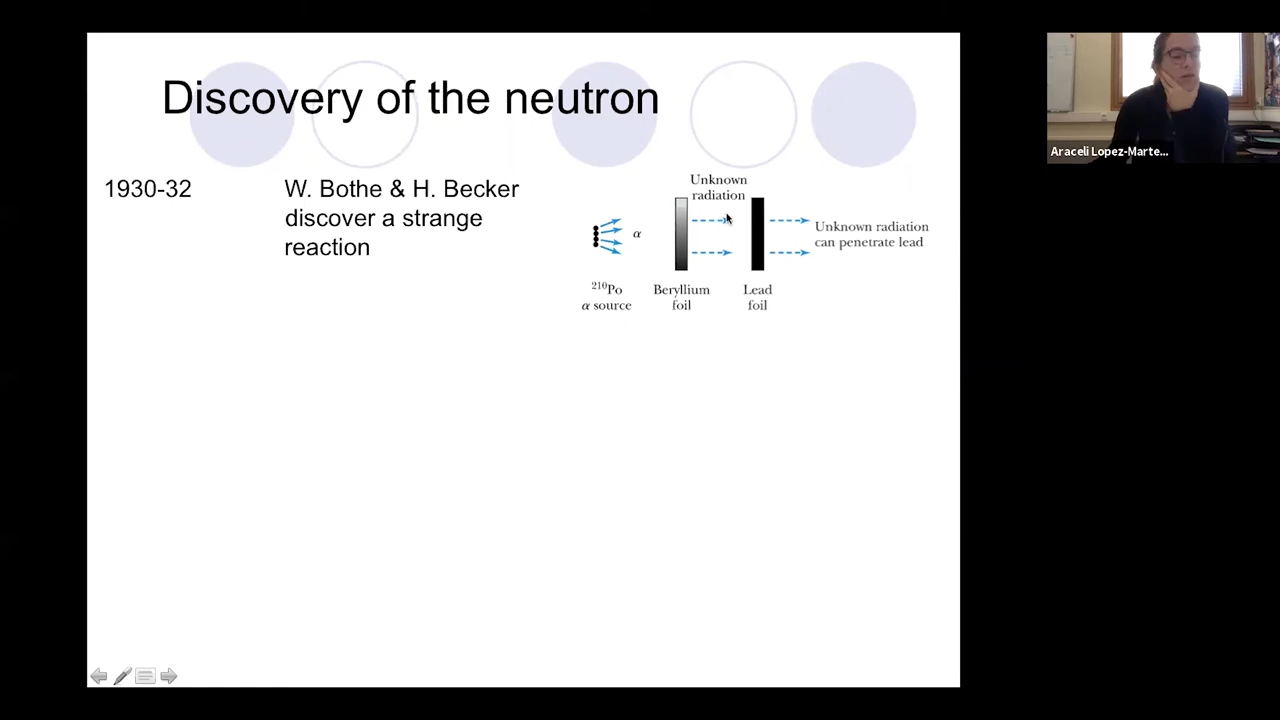 Discovery of the neutron
1930-32
W. Bothe & H. Becker
discover a strange
reaction
Unknown
radiation
α
Unknown radiation
can penetrate lead
²¹⁰Po
α source
Beryllium
foil
Lead
foil
Araceli Lopez-Marte...